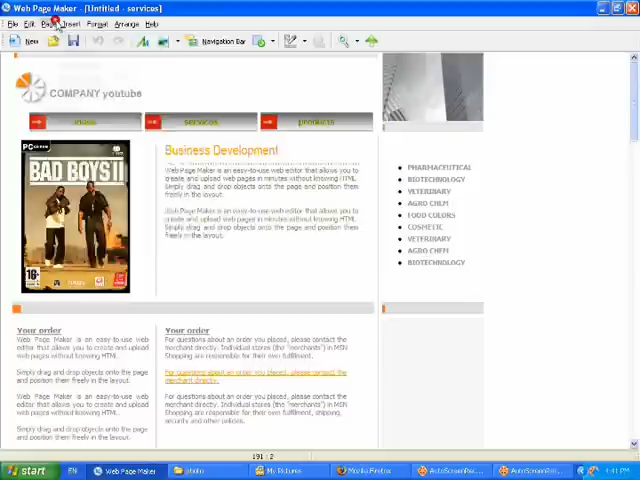 Web Page Maker - [Untitled - services]
File Edit Page Insert Format Arrange Help
New Navigation Bar
COMPANY youtube
services products
PC CD-ROM
BAD BOYS II
16+
Business Development
Web Page Maker is an easy-to-use web editor that allows you to
create and upload web pages in minutes without knowing HTML.
Simply drag and drop objects onto the page and position them
freely in the layout.
Web Page Maker is an easy-to-use web editor that allows you to
create and upload web pages in minutes without knowing HTML.
Simply drag and drop objects onto the page and position them
freely in the layout.
PHARMACEUTICAL
BIOTECHNOLOGY
VETERINARY
AGRO CHEM
FOOD COLORS
COSMETIC
VETERINARY
AGRO CHEM
BIOTECHNOLOGY
Your order
Web Page Maker is an easy-to-use web
editor that allows you to create and upload
web pages in minutes without knowing HTML.
Simply drag and drop objects onto the page
and position them freely in the layout.
Web Page Maker is an easy-to-use web
editor that allows you to create and upload
web pages in minutes without knowing HTML.
Simply drag and drop objects onto the page
and position them freely in the layout.
Your order
For questions about an order you placed, please contact the
merchant directly. Individual stores (the "merchants") in MSN
Shopping are responsible for their own fulfillment.
For questions about an order you placed, please contact the
merchant directly.
For questions about an order you placed, please contact the
merchant directly. Individual stores (the "merchants") in MSN
Shopping are responsible for their own fulfillment, shipping,
security and other policies.
191 : 2
start EN Web Page Maker photo My Pictures Mozilla Firefox AutoScreenRec... AutoScreenRec... 4:41 PM